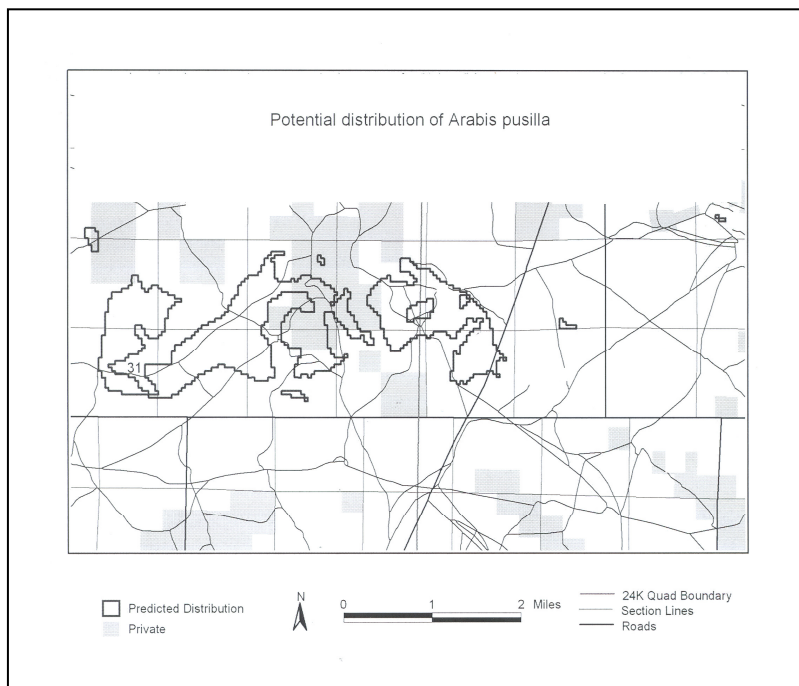 Potential distribution of Arabis pusilla
31
Predicted Distribution
Private
N
0 1 2 Miles
24K Quad Boundary
Section Lines
Roads